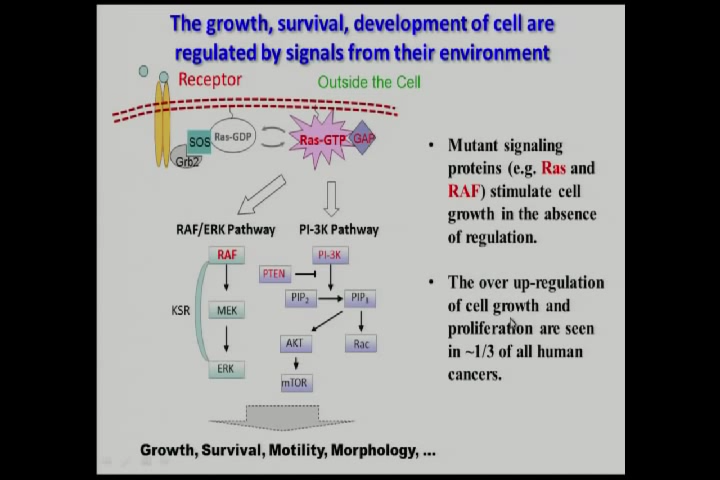 The growth, survival, development of cell are
regulated by signals from their environment
Receptor
Outside the Cell
SOS
Ras-GDP
Ras-GTP
GAP
Grb2
RAF/ERK Pathway
PI-3K Pathway
RAF
PI-3K
PTEN
KSR
MEK
PIP2
PIP3
AKT
Rac
ERK
mTOR
Growth, Survival, Motility, Morphology, ...
• Mutant signaling
proteins (e.g. Ras and
RAF) stimulate cell
growth in the absence
of regulation.
• The over up-regulation
of cell growth and
proliferation are seen
in ~1/3 of all human
cancers.